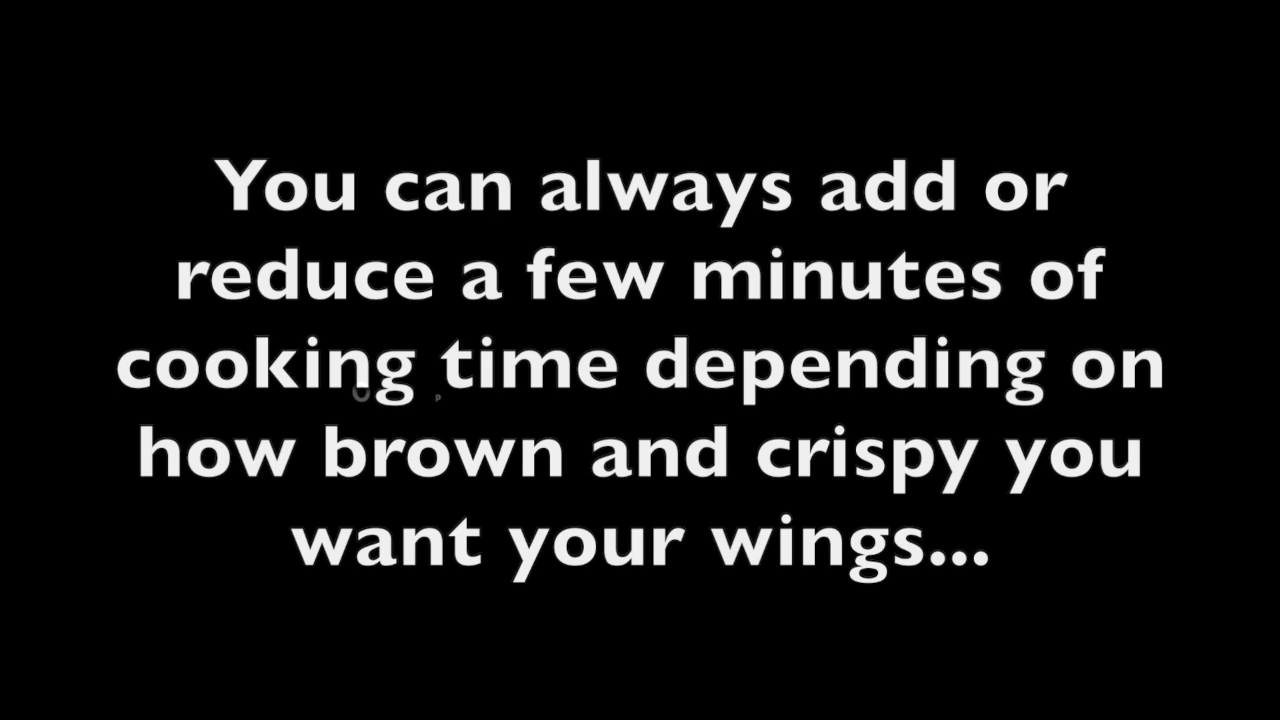 You can always add or
reduce a few minutes of
cooking time depending on
how brown and crispy you
want your wings...